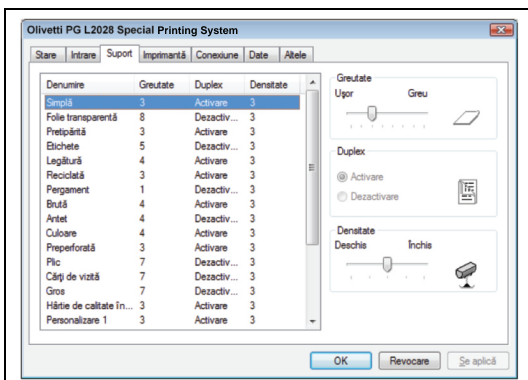 Olivetti PG L2028 Special Printing System
Stare Intrare Suport Imprimantă Conexiune Date Altele
Denumire Greutate Duplex Densitate
Simplă 3 Activare 3
Folie transparentă 8 Dezactiv... 3
Pretipărită 3 Activare 3
Etichete 5 Dezactiv... 3
Legătură 4 Activare 3
Reciclată 3 Activare 3
Pergament 1 Dezactiv... 3
Brută 4 Activare 3
Antet 4 Dezactiv... 3
Culoare 4 Activare 3
Preperforată 3 Activare 3
Plic 7 Dezactiv... 3
Cărţi de vizită 7 Dezactiv... 3
Gros 7 Dezactiv... 3
Hârtie de calitate în... 3 Activare 3
Personalizare 1 3 Activare 3
Greutate
Uşor Greu
Duplex
Activare
Dezactivare
Densitate
Deschis Închis
OK Revocare Se aplică